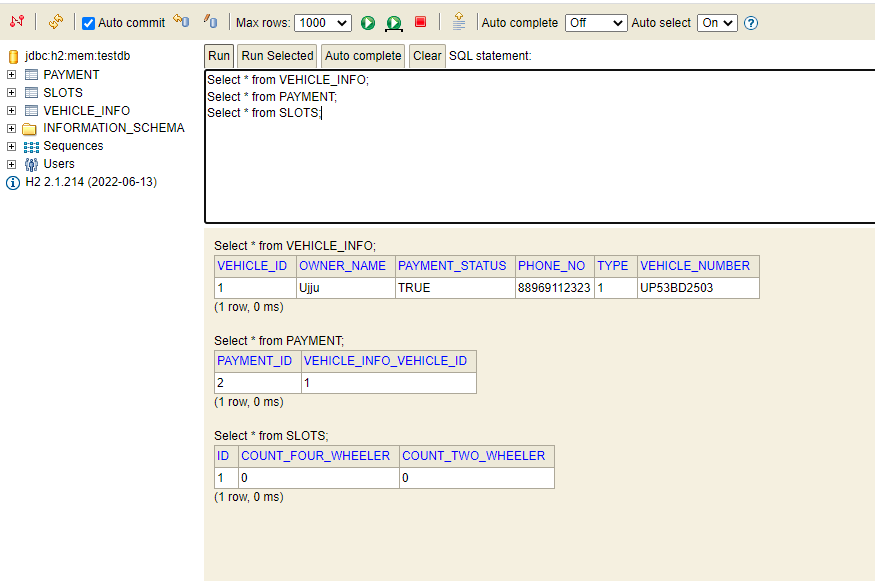 Auto commit Max rows: 1000 Auto complete Off Auto select On ?
jdbc:h2:mem:testdb
PAYMENT
SLOTS
VEHICLE_INFO
INFORMATION_SCHEMA
Sequences
Users
H2 2.1.214 (2022-06-13)
Run Run Selected Auto complete Clear SQL statement:
Select * from VEHICLE_INFO;
Select * from PAYMENT;
Select * from SLOTS;
Select * from VEHICLE_INFO;
VEHICLE_ID OWNER_NAME PAYMENT_STATUS PHONE_NO TYPE VEHICLE_NUMBER
1 Ujju TRUE 88969112323 1 UP53BD2503
(1 row, 0 ms)
Select * from PAYMENT;
PAYMENT_ID VEHICLE_INFO_VEHICLE_ID
2 1
(1 row, 0 ms)
Select * from SLOTS;
ID COUNT_FOUR_WHEELER COUNT_TWO_WHEELER
1 0 0
(1 row, 0 ms)